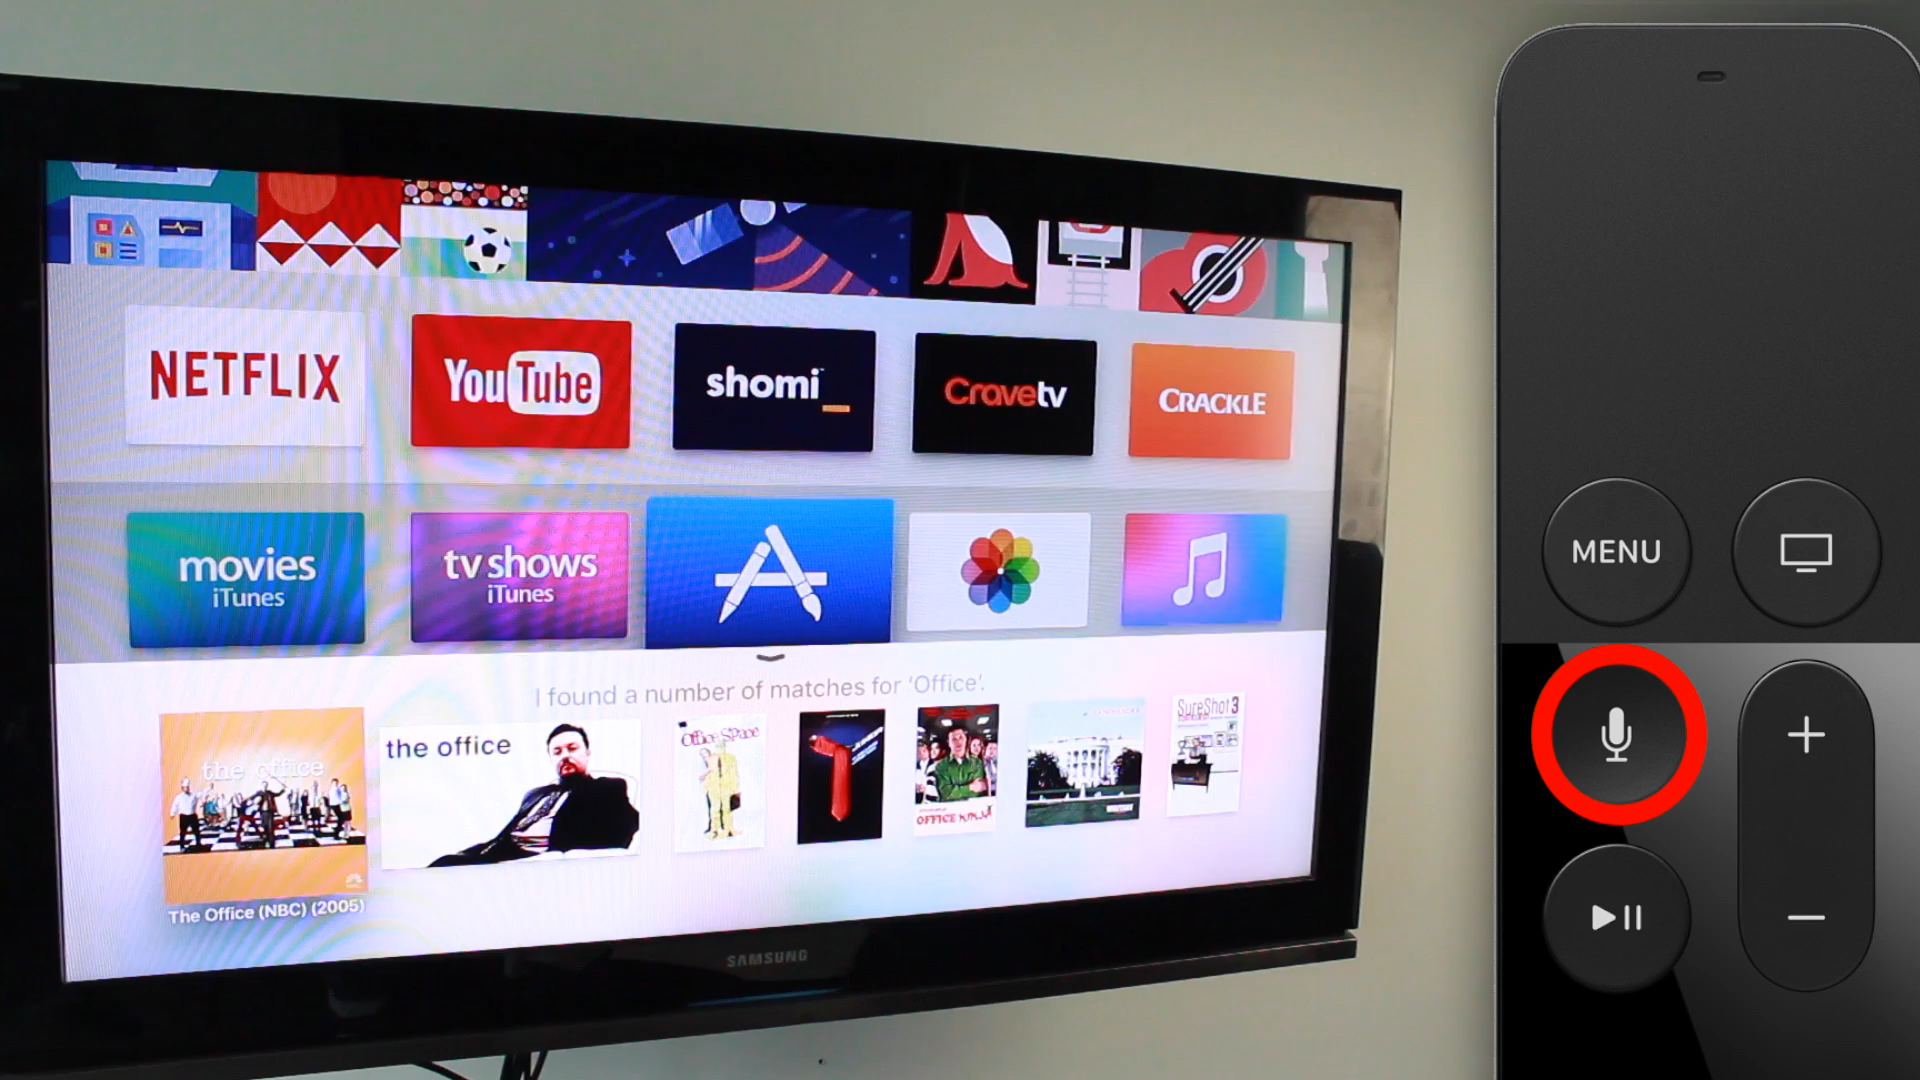 NETFLIX
YouTube
shomi
Cravetv
CRACKLE
movies
iTunes
tv shows
iTunes
I found a number of matches for 'Office'.
the office
The Office (NBC) (2005)
the office
Office Space
OFFICE NINJA
SureShot 3
SAMSUNG
MENU